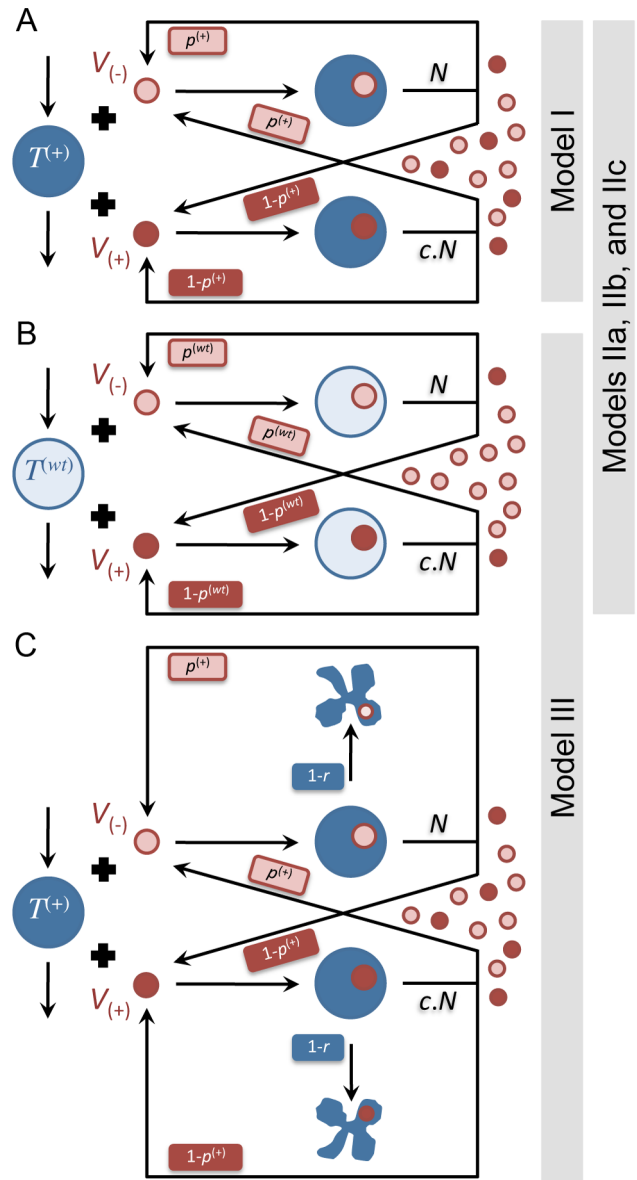 A
p(+)
V(-)
N
T(+)
p(+)
1-p(+)
V(+)
c.N
1-p(+)
Model I
Models IIa, IIb, and IIc
B
p(wt)
V(-)
N
T(wt)
p(wt)
1-p(wt)
V(+)
c.N
1-p(wt)
C
p(+)
1-r
V(-)
N
T(+)
p(+)
1-p(+)
V(+)
c.N
1-r
1-p(+)
Model III